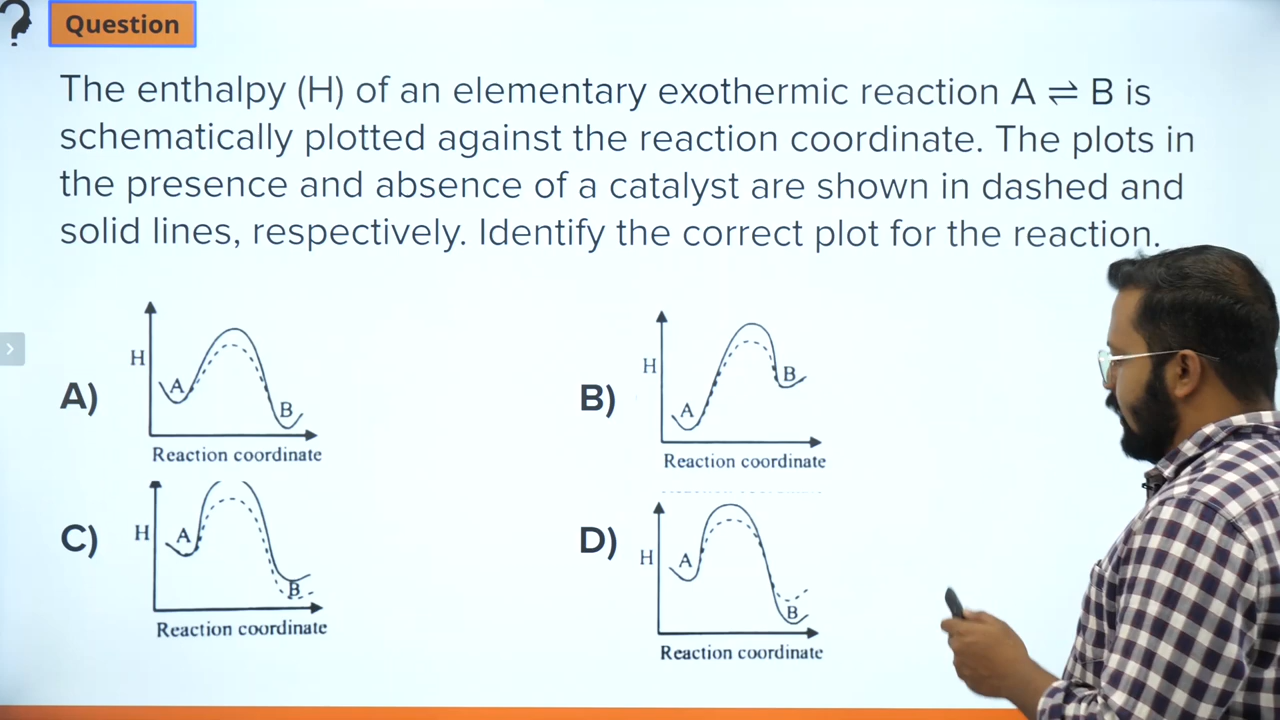 Question
The enthalpy (H) of an elementary exothermic reaction A ⇌ B is
schematically plotted against the reaction coordinate. The plots in
the presence and absence of a catalyst are shown in dashed and
solid lines, respectively. Identify the correct plot for the reaction.
A)
H
A
B
Reaction coordinate
B)
H
A
B
Reaction coordinate
C)
H
A
B
Reaction coordinate
D)
H
A
B
Reaction coordinate